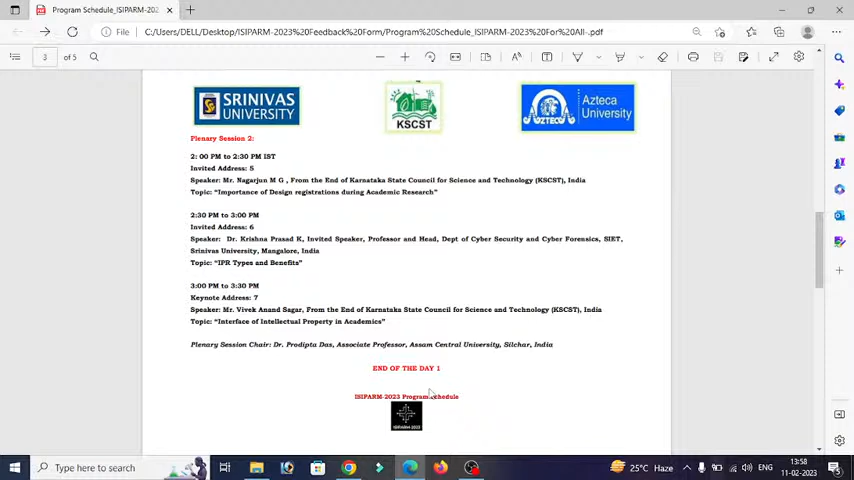 Program Schedule_ISIPARM-202
File
C:/Users/DELL/Desktop/ISIPARM-2023%20Feedback%20Form/Program%20Schedule_ISIPARM-2023%20For%20All-.pdf
3 of 5
SRINIVAS UNIVERSITY
KSCST
AZTECA
Azteca University
Plenary Session 2:
2: 00 PM to 2:30 PM IST
Invited Address: 5
Speaker: Mr. Nagarjun M G , From the End of Karnataka State Council for Science and Technology (KSCST), India
Topic: "Importance of Design registrations during Academic Research"
2:30 PM to 3:00 PM
Invited Address: 6
Speaker: Dr. Krishna Prasad K, Invited Speaker, Professor and Head, Dept of Cyber Security and Cyber Forensics, SIET,
Srinivas University, Mangalore, India
Topic: "IPR Types and Benefits"
3:00 PM to 3:30 PM
Keynote Address: 7
Speaker: Mr. Vivek Anand Sagar, From the End of Karnataka State Council for Science and Technology (KSCST), India
Topic: "Interface of Intellectual Property in Academics"
Plenary Session Chair: Dr. Prodipta Das, Associate Professor, Assam Central University, Silchar, India
END OF THE DAY 1
ISIPARM-2023 Program Schedule
ISIPARM-2023
Type here to search
25°C Haze
ENG
13:58
11-02-2023